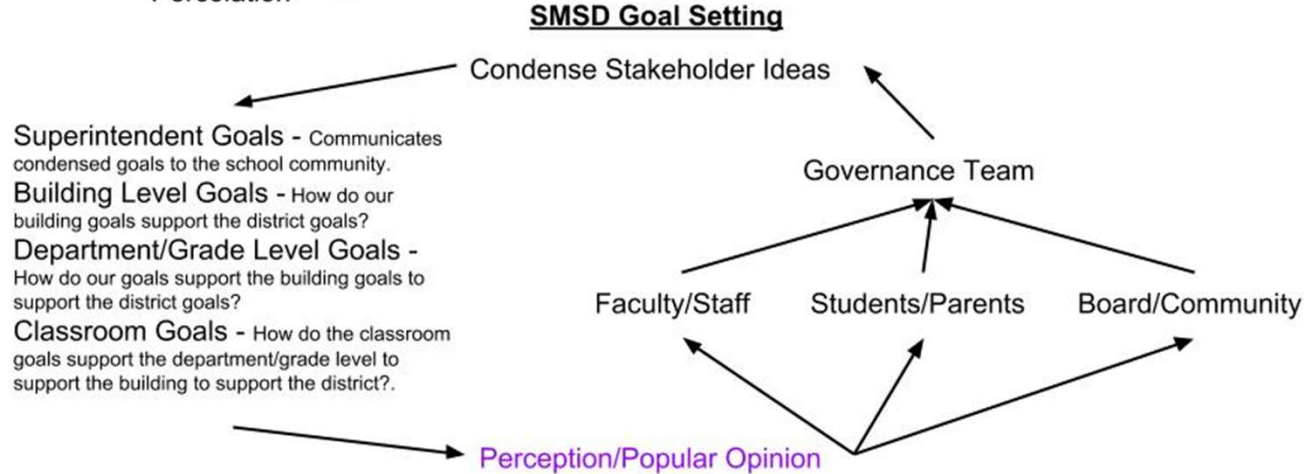 SMSD Goal Setting
Condense Stakeholder Ideas
Superintendent Goals - Communicates
condensed goals to the school community.
Building Level Goals - How do our
building goals support the district goals?
Department/Grade Level Goals -
How do our goals support the building goals to
support the district goals?
Classroom Goals - How do the classroom
goals support the department/grade level to
support the building to support the district?.
Governance Team
Faculty/Staff
Students/Parents
Board/Community
Perception/Popular Opinion